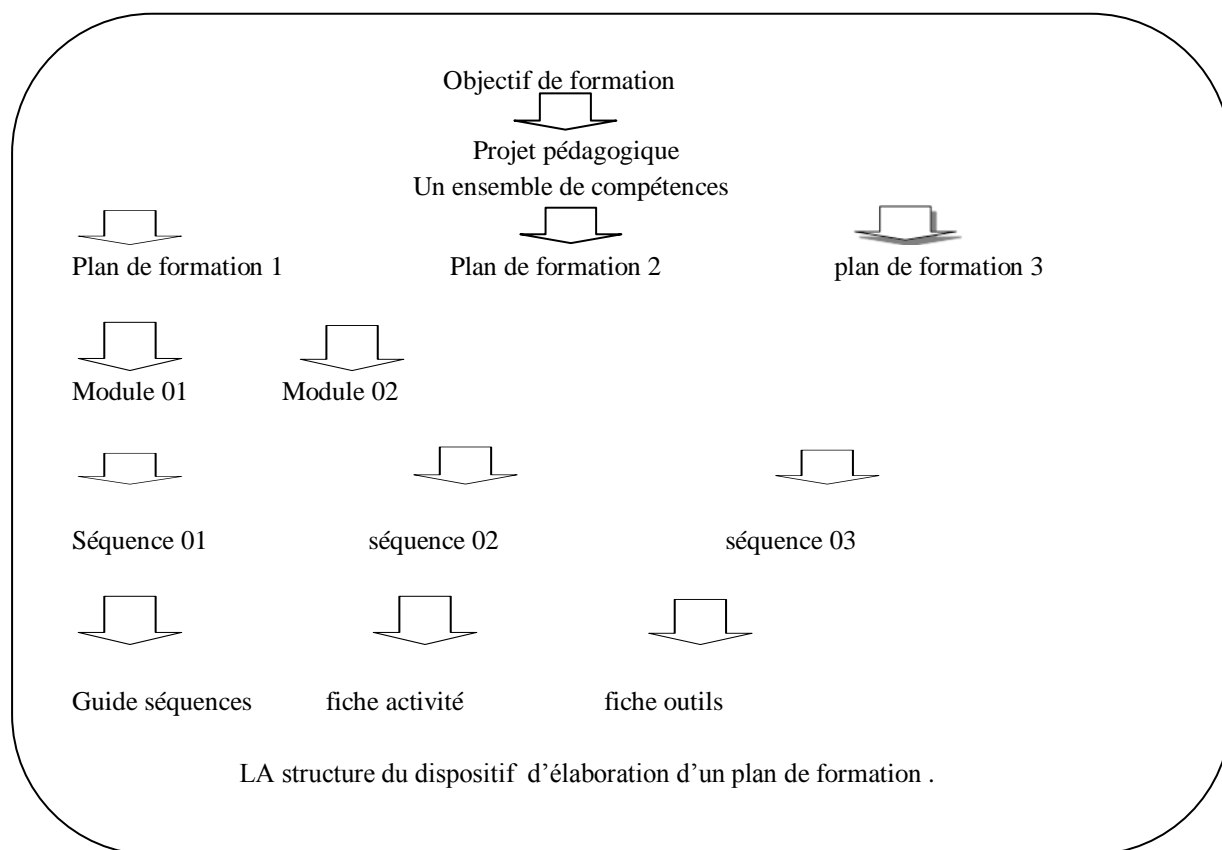 Objectif de formation
Projet pédagogique
Un ensemble de compétences
Plan de formation 1 Plan de formation 2 plan de formation 3
Module 01 Module 02
Séquence 01 séquence 02 séquence 03
Guide séquences fiche activité fiche outils
LA structure du dispositif d’élaboration d’un plan de formation .